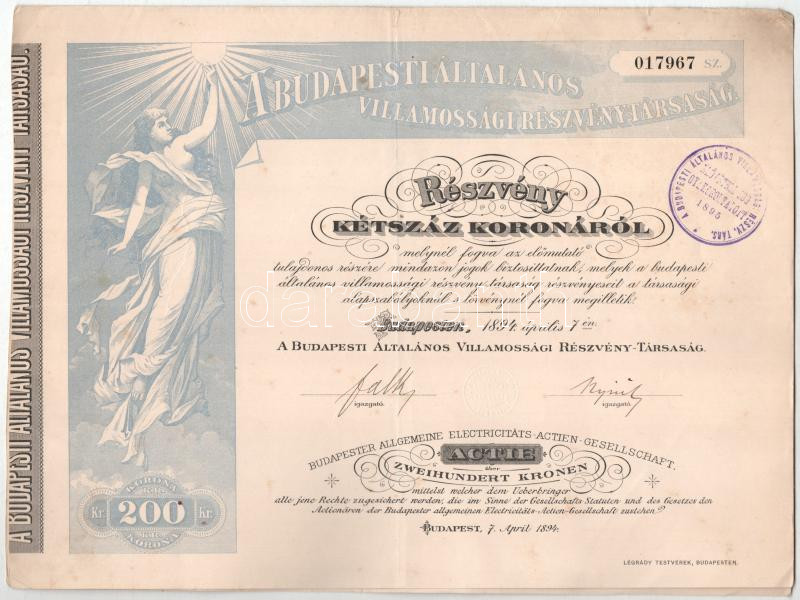 A BUDAPESTI ÁLTALÁNOS VILLAMOSSÁGI RÉSZVÉNY TÁRSASÁG.
017967 SZ.
A BUDAPESTI ÁLTALÁNOS
VILLAMOSSÁGI RÉSZVÉNYTÁRSASÁG.
A BUDAPESTI ÁLTALÁNOS VILLAMOSSÁGI RÉSZV. TÁRS.
1895
Részvény
KÉTSZÁZ KORONÁRÓL
melynél fogva az előmutató
tulajdonos részére mindazon jogok biztosíttatnak, melyek a budapesti
általános villamossági részvény-társaság részvényeseit a társasági
alapszabályoknál s törvénynél fogva megilletik.
Budapesten, 1894. április 7én.
A BUDAPESTI ÁLTALÁNOS VILLAMOSSÁGI RÉSZVÉNY-TÁRSASÁG.
igazgató.
igazgató.
BUDAPESTER ALLGEMEINE ELECTRICITÄTS-ACTIEN-GESELLSCHAFT.
ACTIE
über
ZWEIHUNDERT KRONEN
mittelst welcher dem Ueberbringer
alle jene Rechte zugesichert werden, die im Sinne der Gesellschafts-Statuten und des Gesetzes den
Actionären der Budapester allgemeinen Electricitäts-Actien-Gesellschaft zustehen.
BUDAPEST, 7. April 1894.
KORONA
Kr. 200 Kr.
KORONA
LÉGRÁDY TESTVÉREK, BUDAPESTEN.